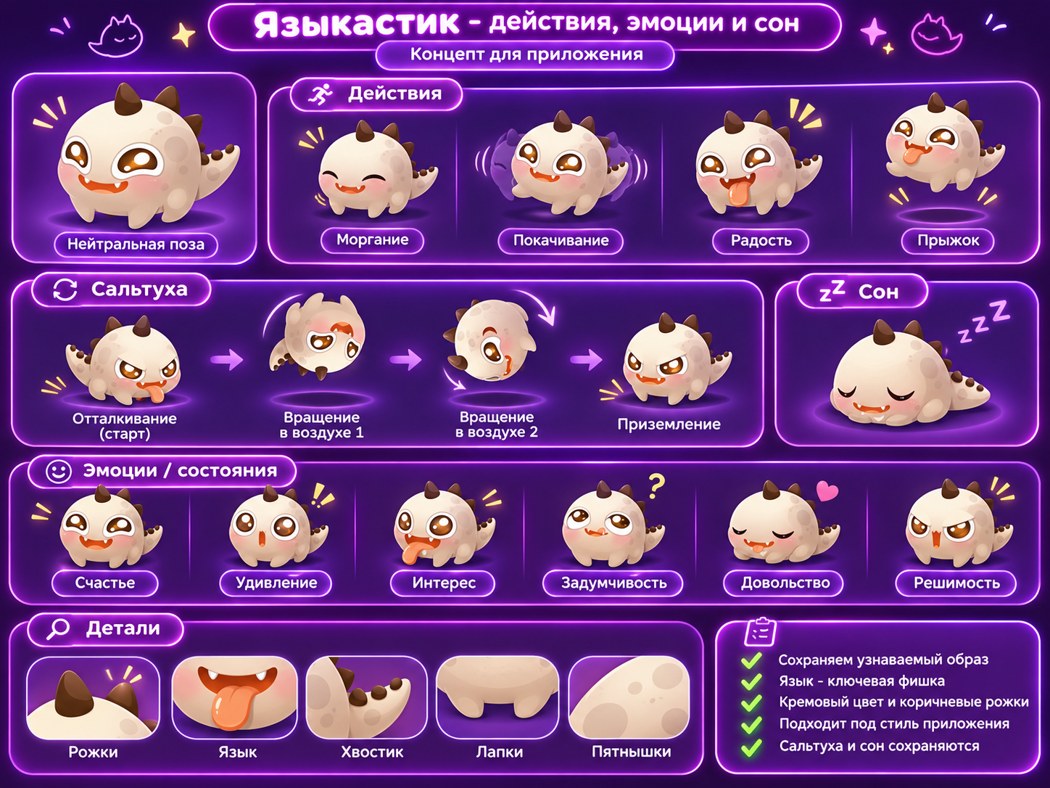 Языкастик - действия, эмоции и сон
Концепт для приложения
Нейтральная поза
Действия
Моргание
Покачивание
Радость
Прыжок
Сальтуха
Отталкивание
(старт)
Вращение
в воздухе 1
Вращение
в воздухе 2
Приземление
zZ Сон
z z Z
Эмоции / состояния
Счастье
!
Удивление
Интерес
?
Задумчивость
Довольство
Решимость
Детали
Рожки
Язык
Хвостик
Лапки
Пятнышки
Сохраняем узнаваемый образ
Язык - ключевая фишка
Кремовый цвет и коричневые рожки
Подходит под стиль приложения
Сальтуха и сон сохраняются